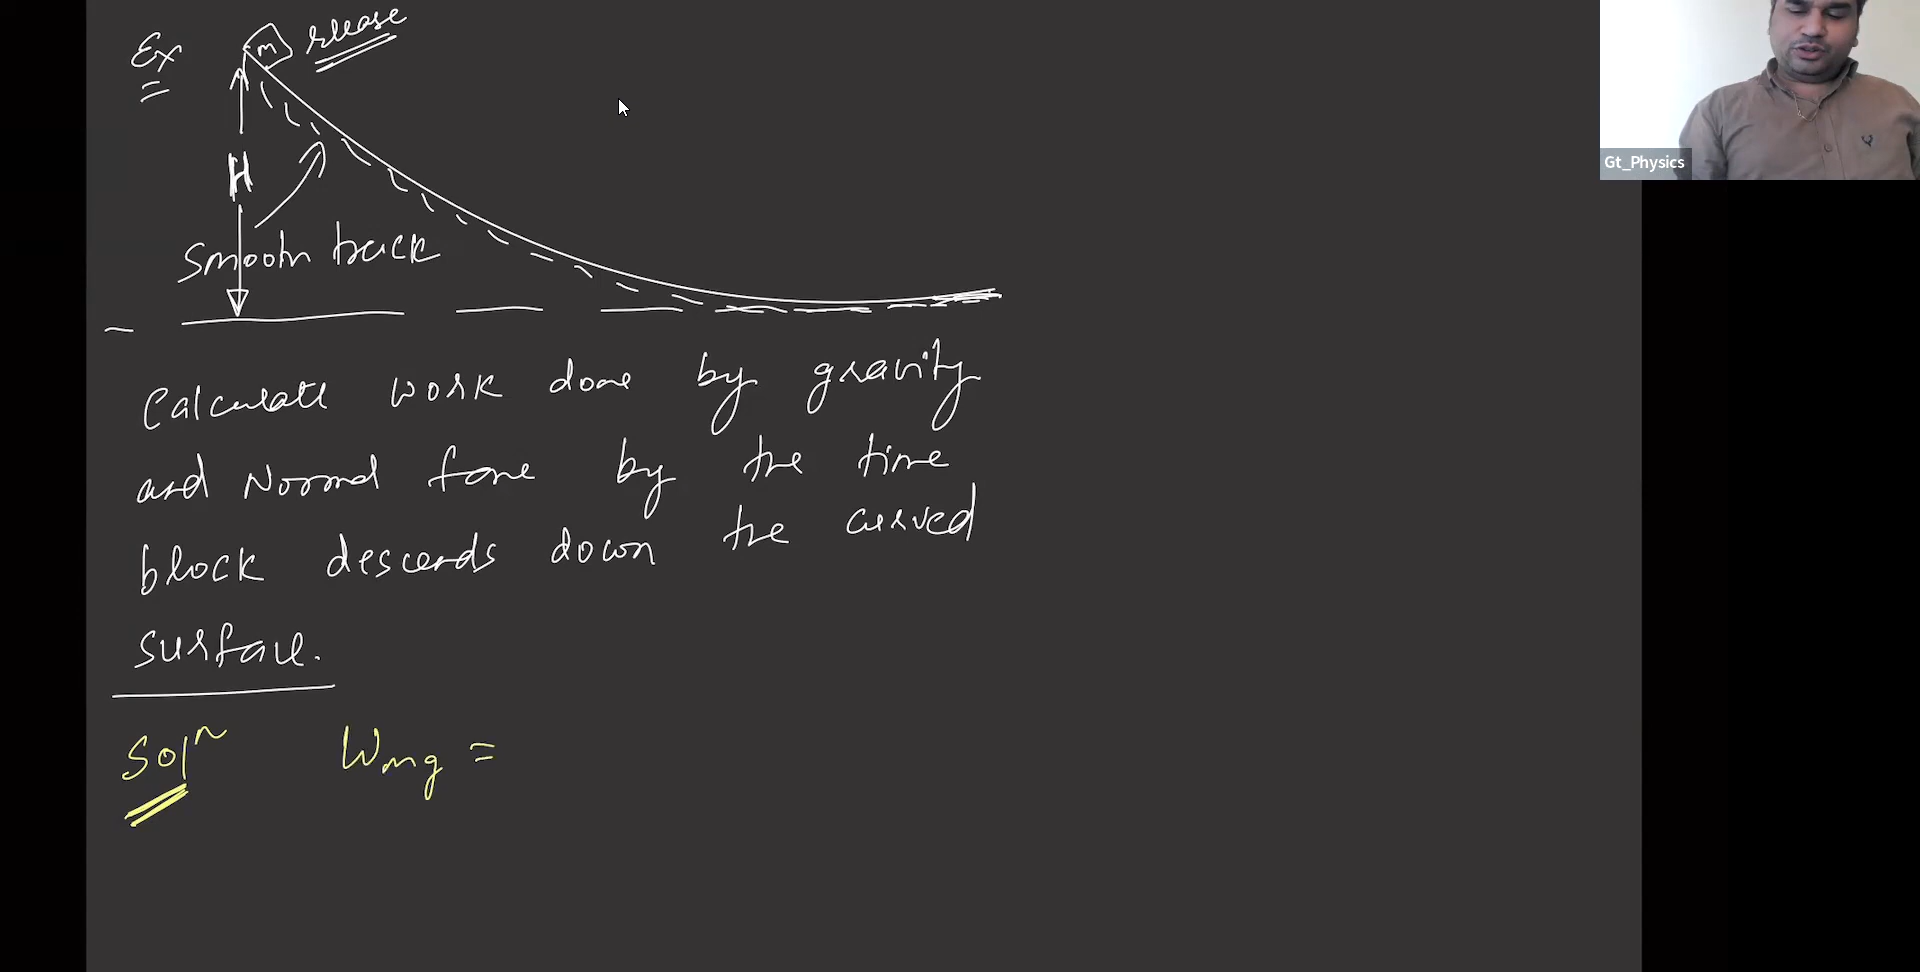 Ex
m release
H
Smooth track
Calculate work done by gravity
and Normal force by the time
block descends down the curved
surface.
Solⁿ Wmg =
Gt_Physics